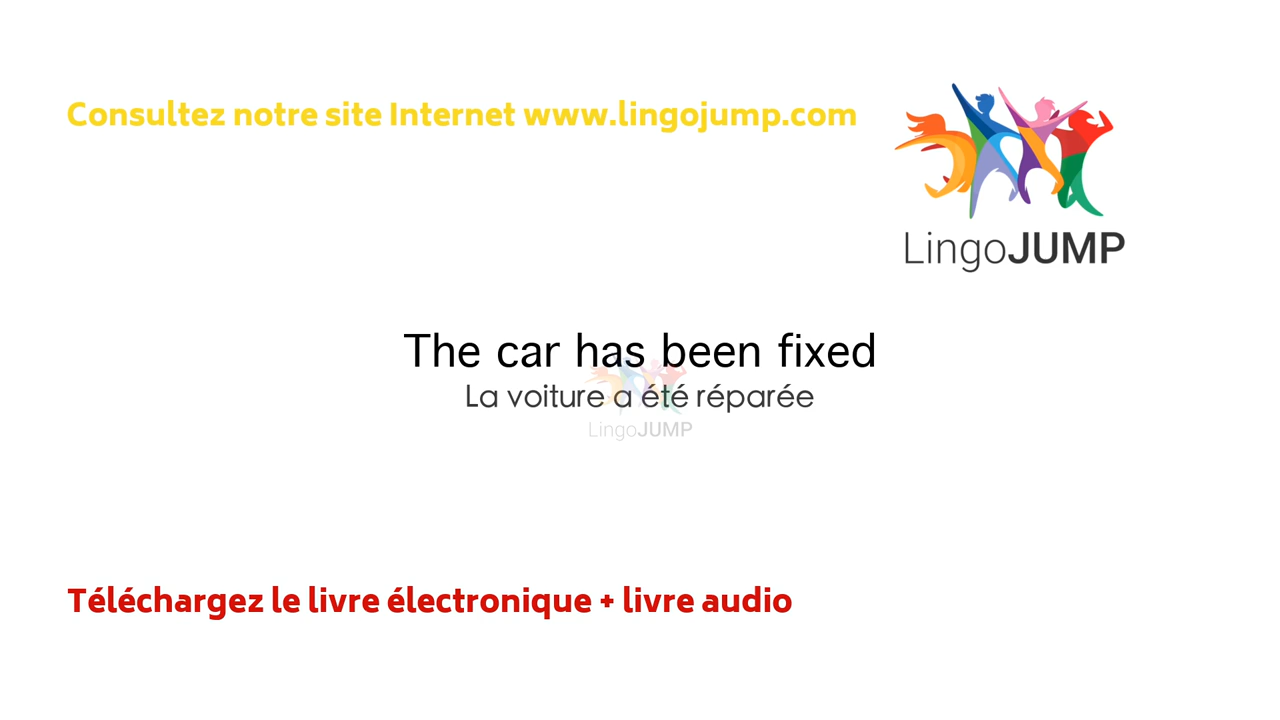 Consultez notre site Internet www.lingojump.com
LingoJUMP
The car has been fixed
La voiture a été réparée
LingoJUMP
Téléchargez le livre électronique + livre audio